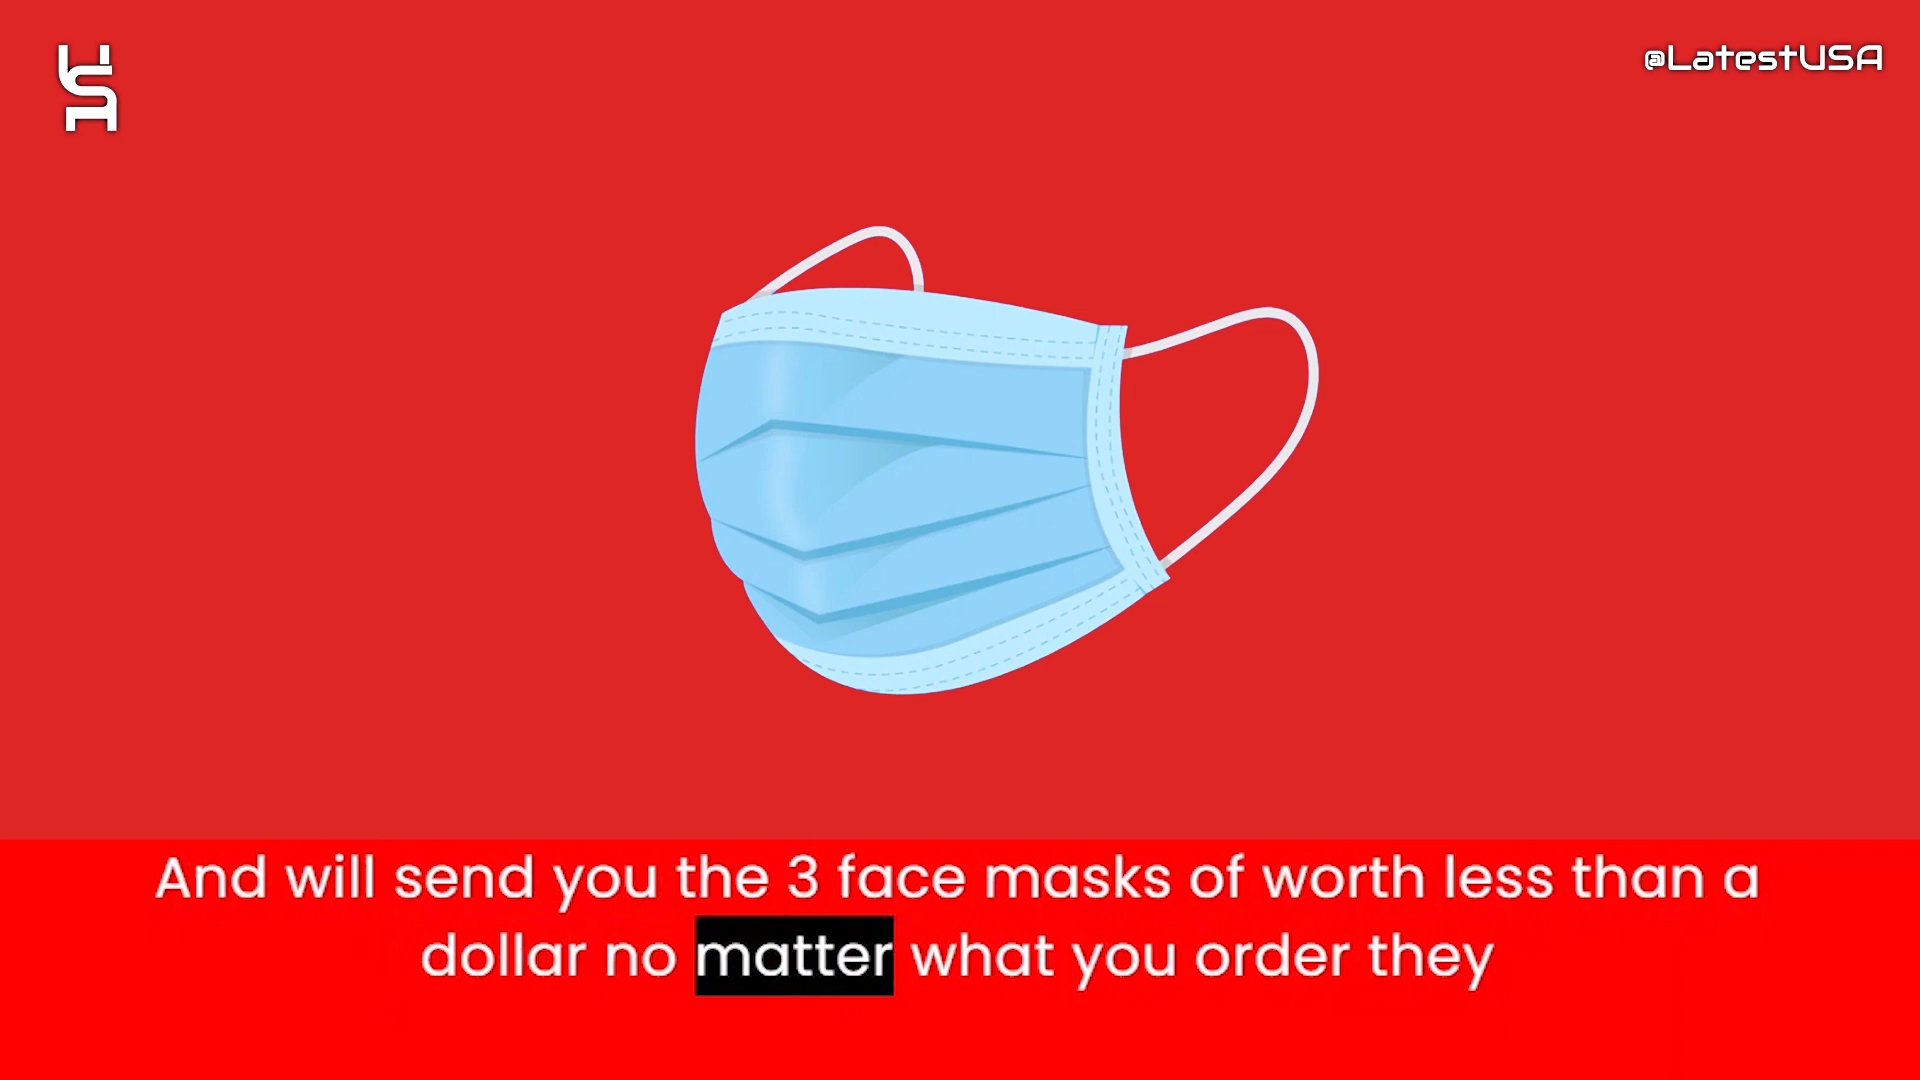 USA
@LatestUSA
And will send you the 3 face masks of worth less than a
dollar no matter what you order they